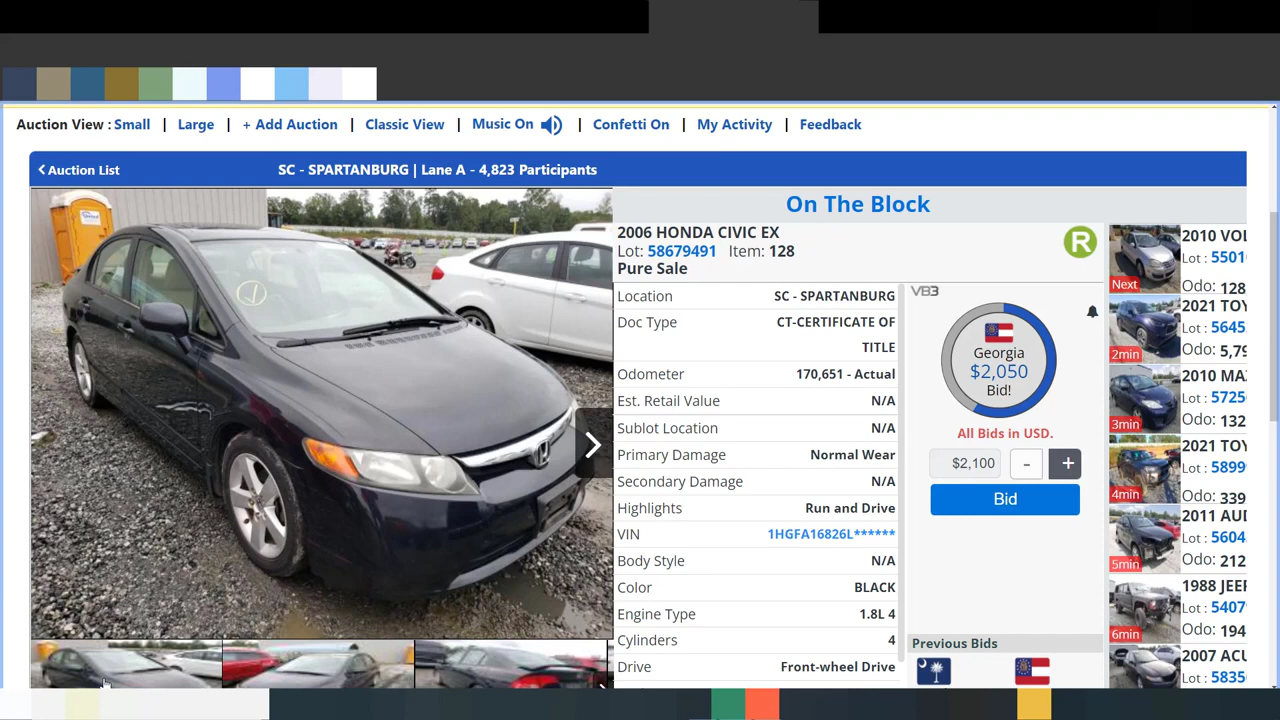 Auction View : Small | Large | + Add Auction | Classic View | Music On | Confetti On | My Activity | Feedback
Auction List
SC - SPARTANBURG | Lane A - 4,823 Participants
On The Block
2006 HONDA CIVIC EX
Lot: 58679491 Item: 128
Pure Sale
R
Location SC - SPARTANBURG
Doc Type CT-CERTIFICATE OF
TITLE
Odometer 170,651 - Actual
Est. Retail Value N/A
Sublot Location N/A
Primary Damage Normal Wear
Secondary Damage N/A
Highlights Run and Drive
VIN 1HGFA16826L******
Body Style N/A
Color BLACK
Engine Type 1.8L 4
Cylinders 4
Drive Front-wheel Drive
VB3
Georgia
$2,050
Bid!
All Bids in USD.
$2,100 - +
Bid
Previous Bids
2010 VOL
Lot : 5501
Next Odo: 128
2021 TOY
Lot : 5645
2min Odo: 5,79
2010 MA
Lot : 5725
3min Odo: 132
2021 TOY
Lot : 5899
4min Odo: 339
2011 AUD
Lot : 5604
5min Odo: 212
1988 JEEP
Lot : 5407
6min Odo: 194
2007 ACU
Lot : 5835